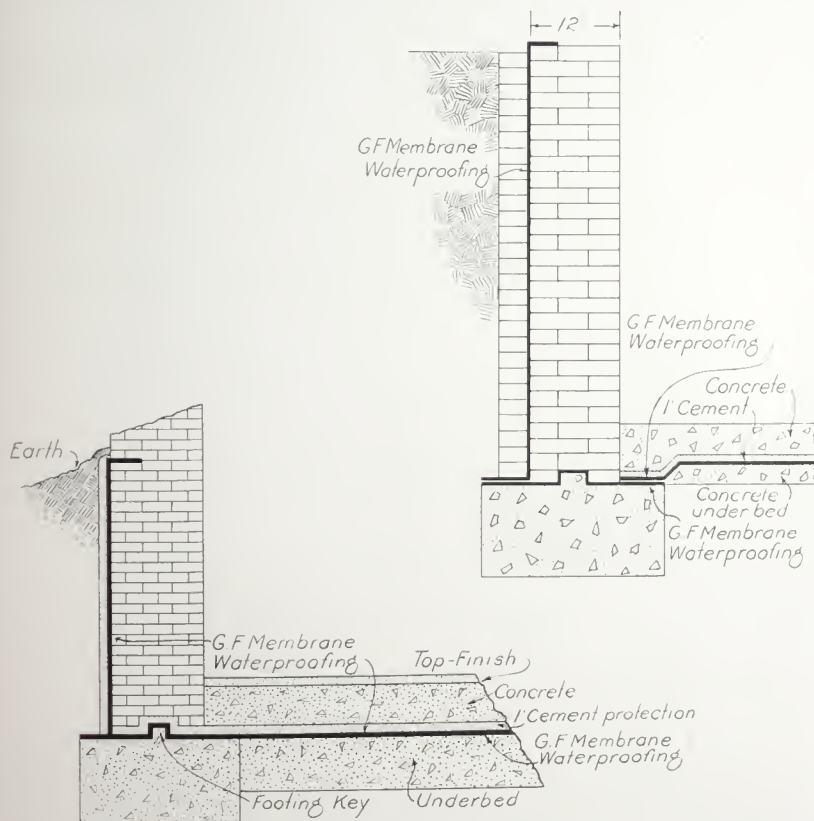 12
G F Membrane
Waterproofing
G F Membrane
Waterproofing
Concrete
1" Cement
Concrete
under bed
G.F Membrane
Waterproofing
Earth
G.F Membrane
Waterproofing
Top-Finish
Concrete
1" Cement protection
G.F Membrane
Waterproofing
Footing Key
Underbed